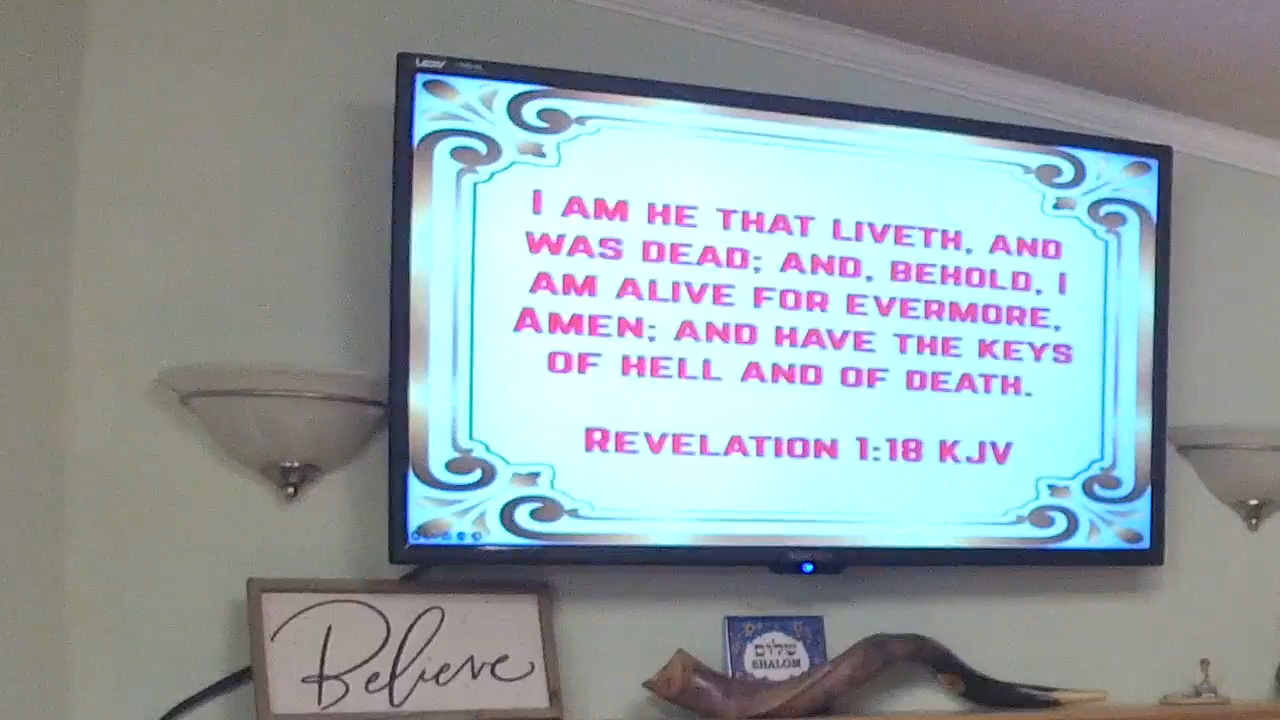 I AM HE THAT LIVETH, AND
WAS DEAD; AND, BEHOLD, I
AM ALIVE FOR EVERMORE,
AMEN; AND HAVE THE KEYS
OF HELL AND OF DEATH.
REVELATION 1:18 KJV
Believe
שלום
SHALOM